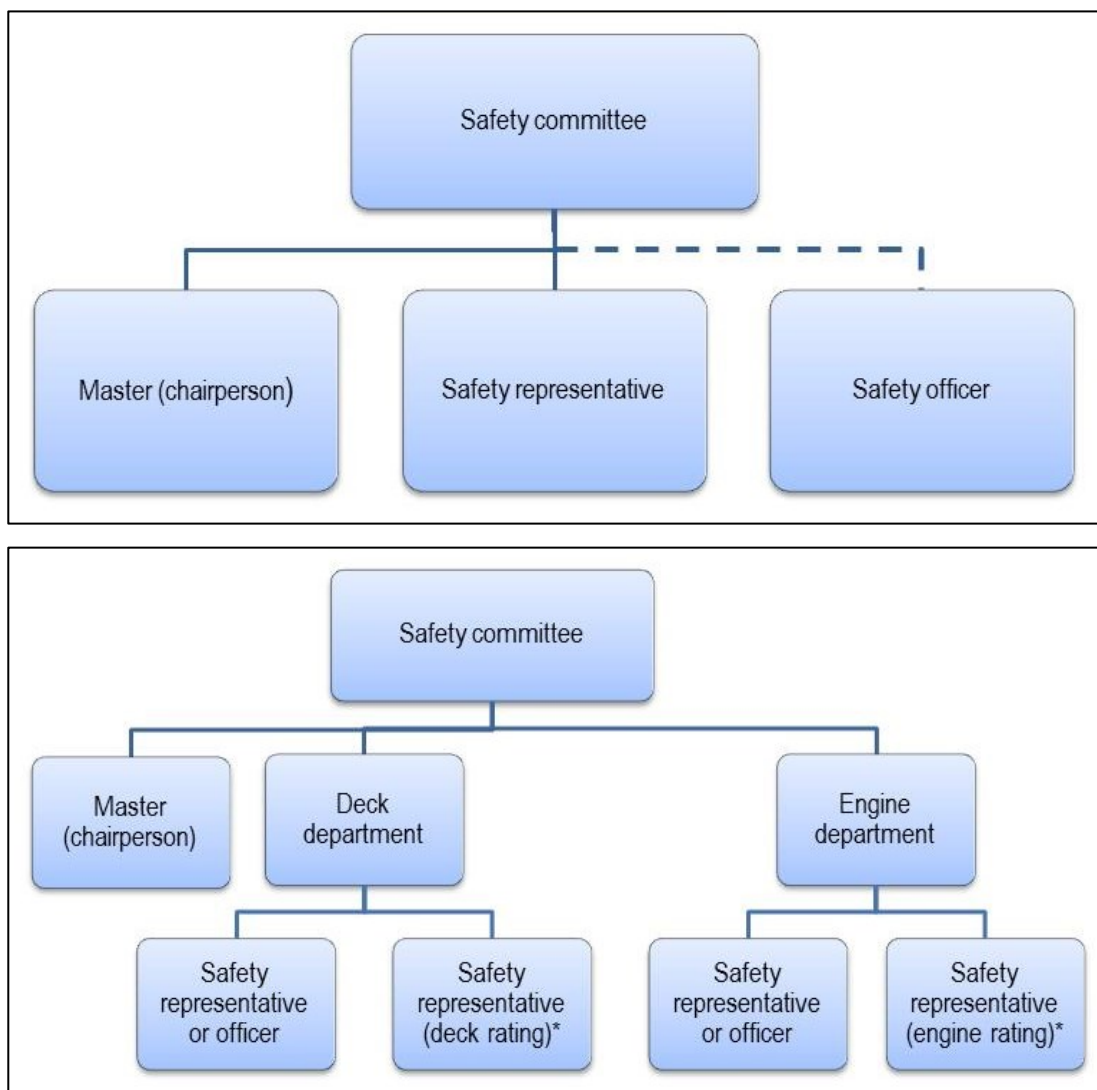 Safety committee
Master (chairperson)
Safety representative
Safety officer
Safety committee
Master
(chairperson)
Deck
department
Engine
department
Safety
representative
or officer
Safety
representative
(deck rating)*
Safety
representative
or officer
Safety
representative
(engine rating)*